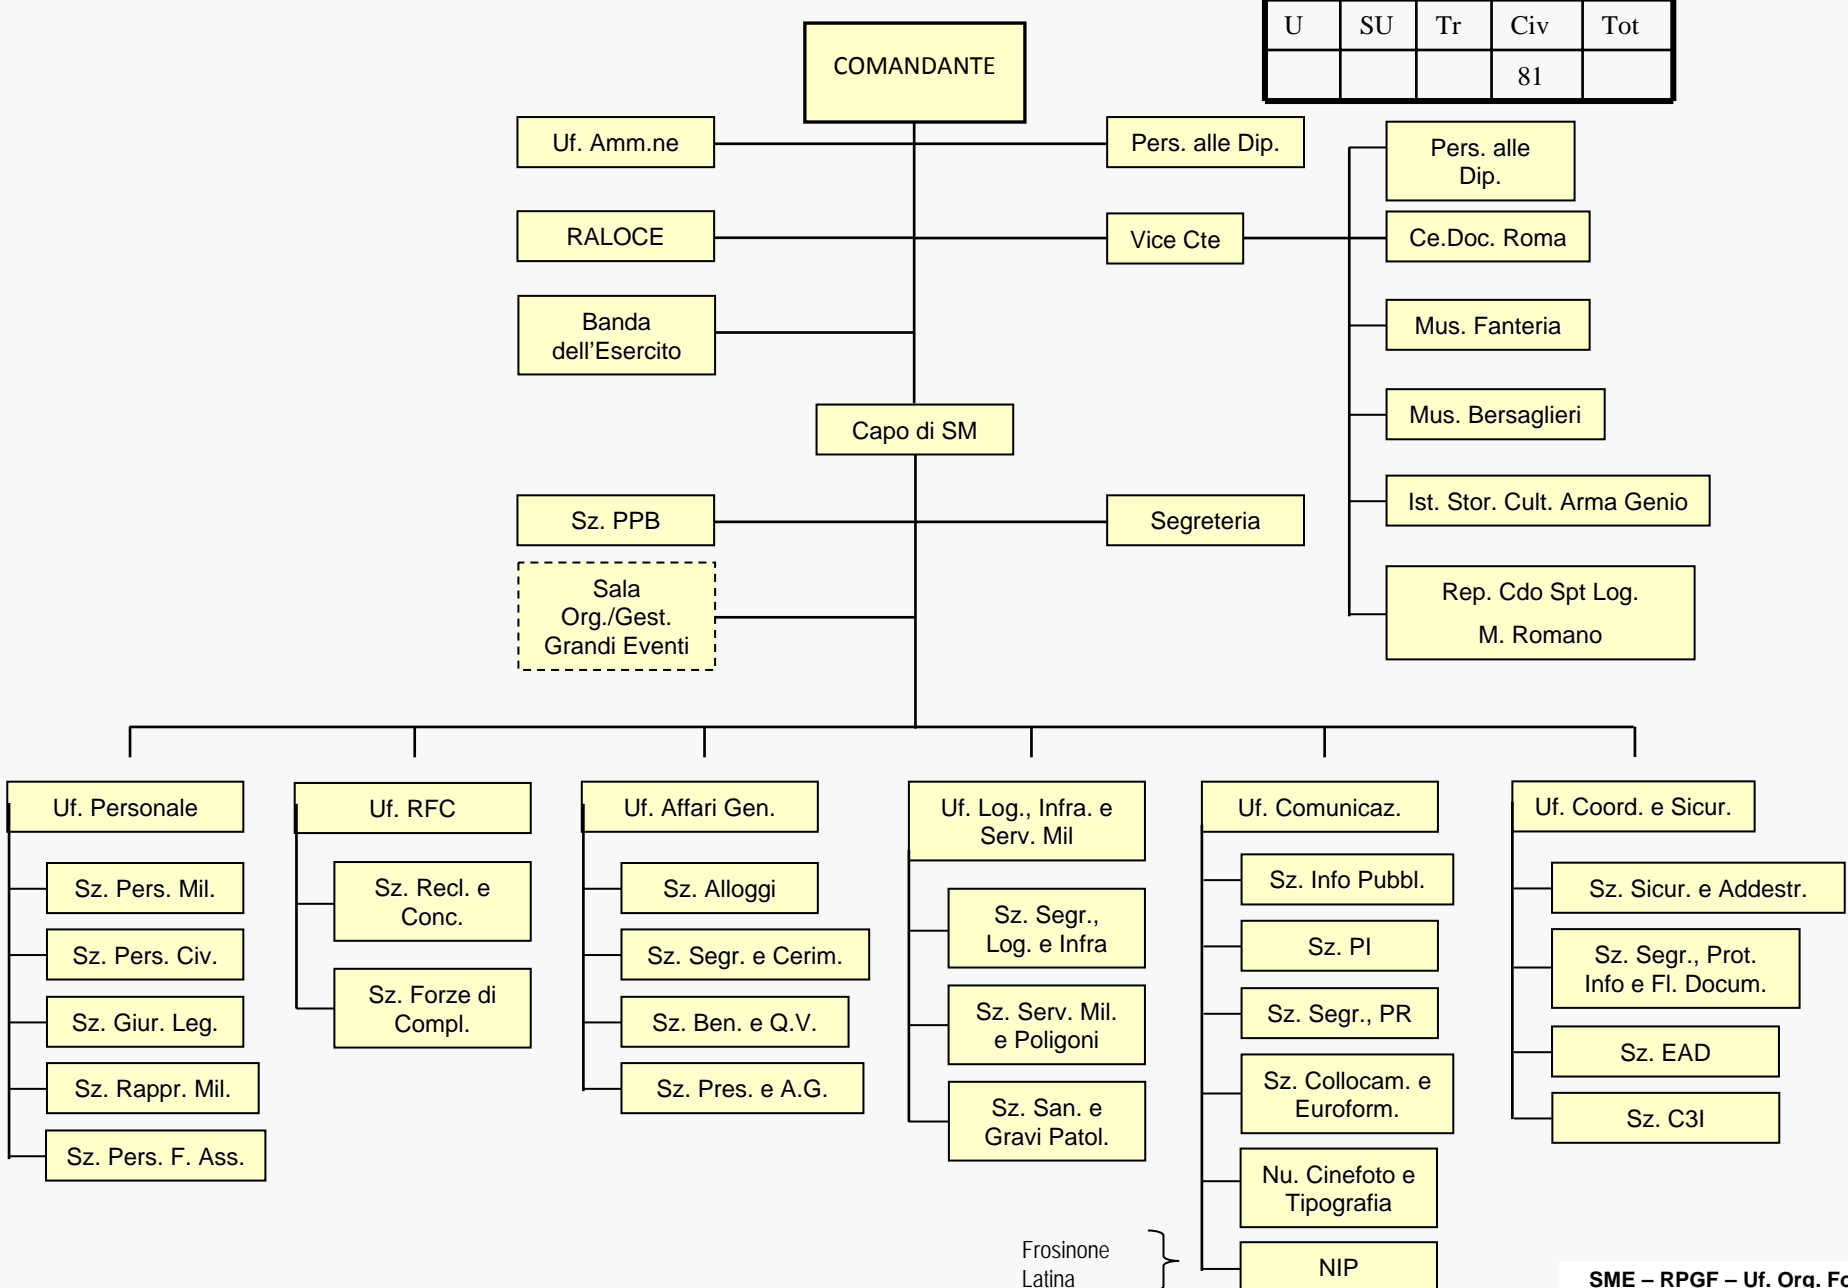 U SU Tr Civ Tot
81
COMANDANTE
Uf. Amm.ne
Pers. alle Dip.
Pers. alle
Dip.
RALOCE
Vice Cte
Ce.Doc. Roma
Banda
dell’Esercito
Mus. Fanteria
Mus. Bersaglieri
Capo di SM
Ist. Stor. Cult. Arma Genio
Sz. PPB
Segreteria
Sala
Org./Gest.
Grandi Eventi
Rep. Cdo Spt Log.
M. Romano
Uf. Personale
Sz. Pers. Mil.
Sz. Pers. Civ.
Sz. Giur. Leg.
Sz. Rappr. Mil.
Sz. Pers. F. Ass.
Uf. RFC
Sz. Recl. e
Conc.
Sz. Forze di
Compl.
Uf. Affari Gen.
Sz. Alloggi
Sz. Segr. e Cerim.
Sz. Ben. e Q.V.
Sz. Pres. e A.G.
Uf. Log., Infra. e
Serv. Mil
Sz. Segr.,
Log. e Infra
Sz. Serv. Mil.
e Poligoni
Sz. San. e
Gravi Patol.
Uf. Comunicaz.
Sz. Info Pubbl.
Sz. PI
Sz. Segr., PR
Sz. Collocam. e
Euroform.
Nu. Cinefoto e
Tipografia
NIP
Frosinone
Latina
Uf. Coord. e Sicur.
Sz. Sicur. e Addestr.
Sz. Segr., Prot.
Info e Fl. Docum.
Sz. EAD
Sz. C3I
SME – RPGF – Uf. Org. Fo